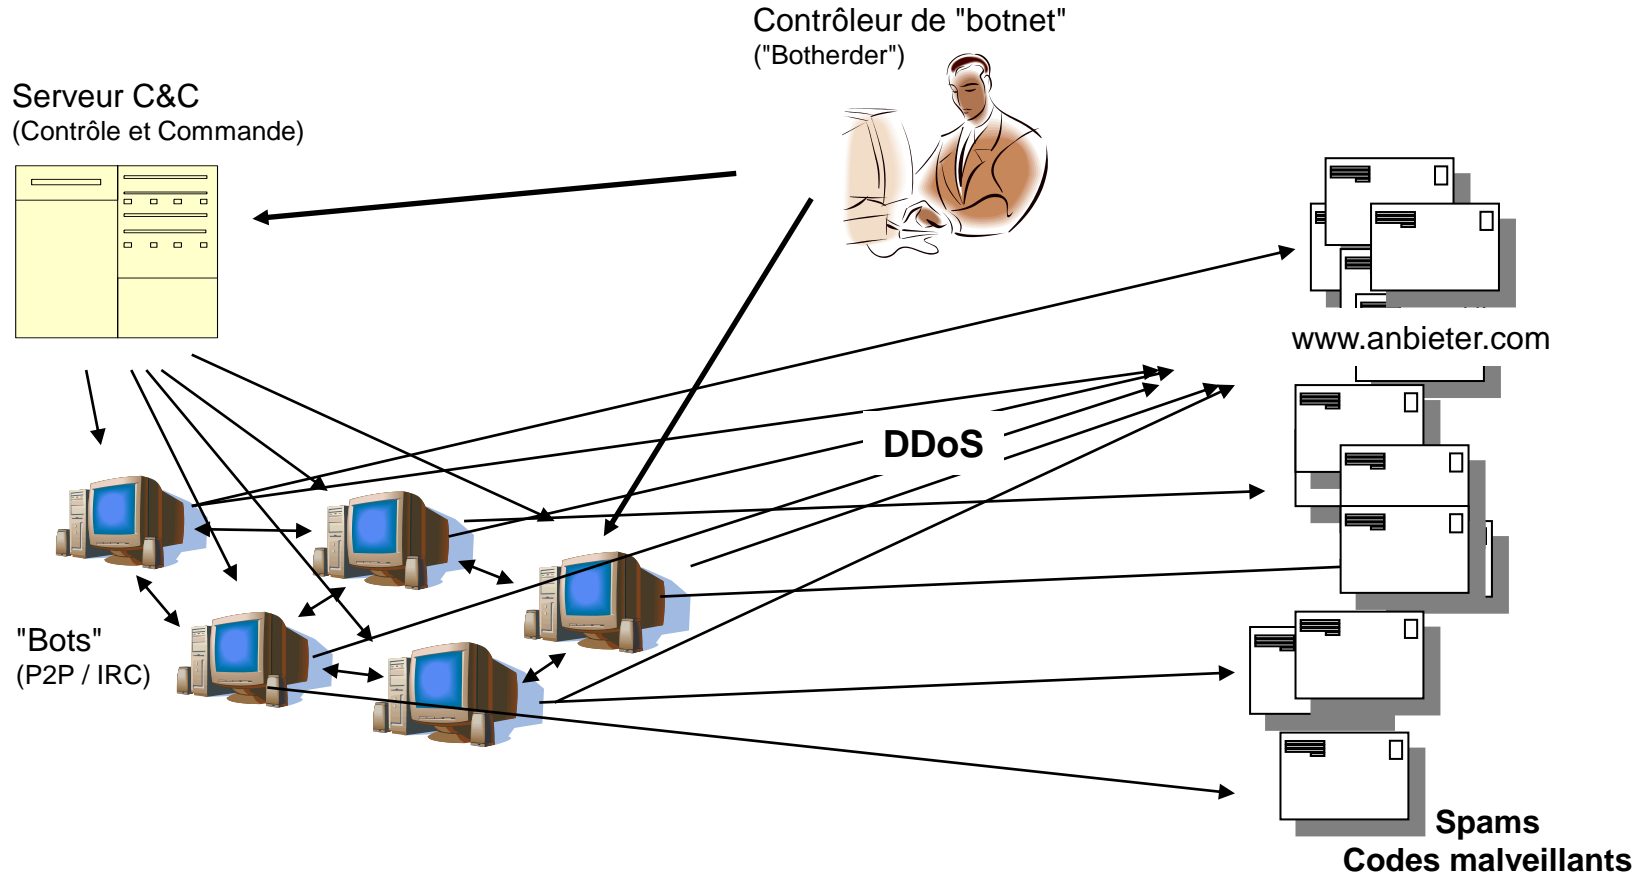 Contrôleur de "botnet"
("Botherder")
Serveur C&C
(Contrôle et Commande)
www.anbieter.com
DDoS
"Bots"
(P2P / IRC)
Spams
Codes malveillants